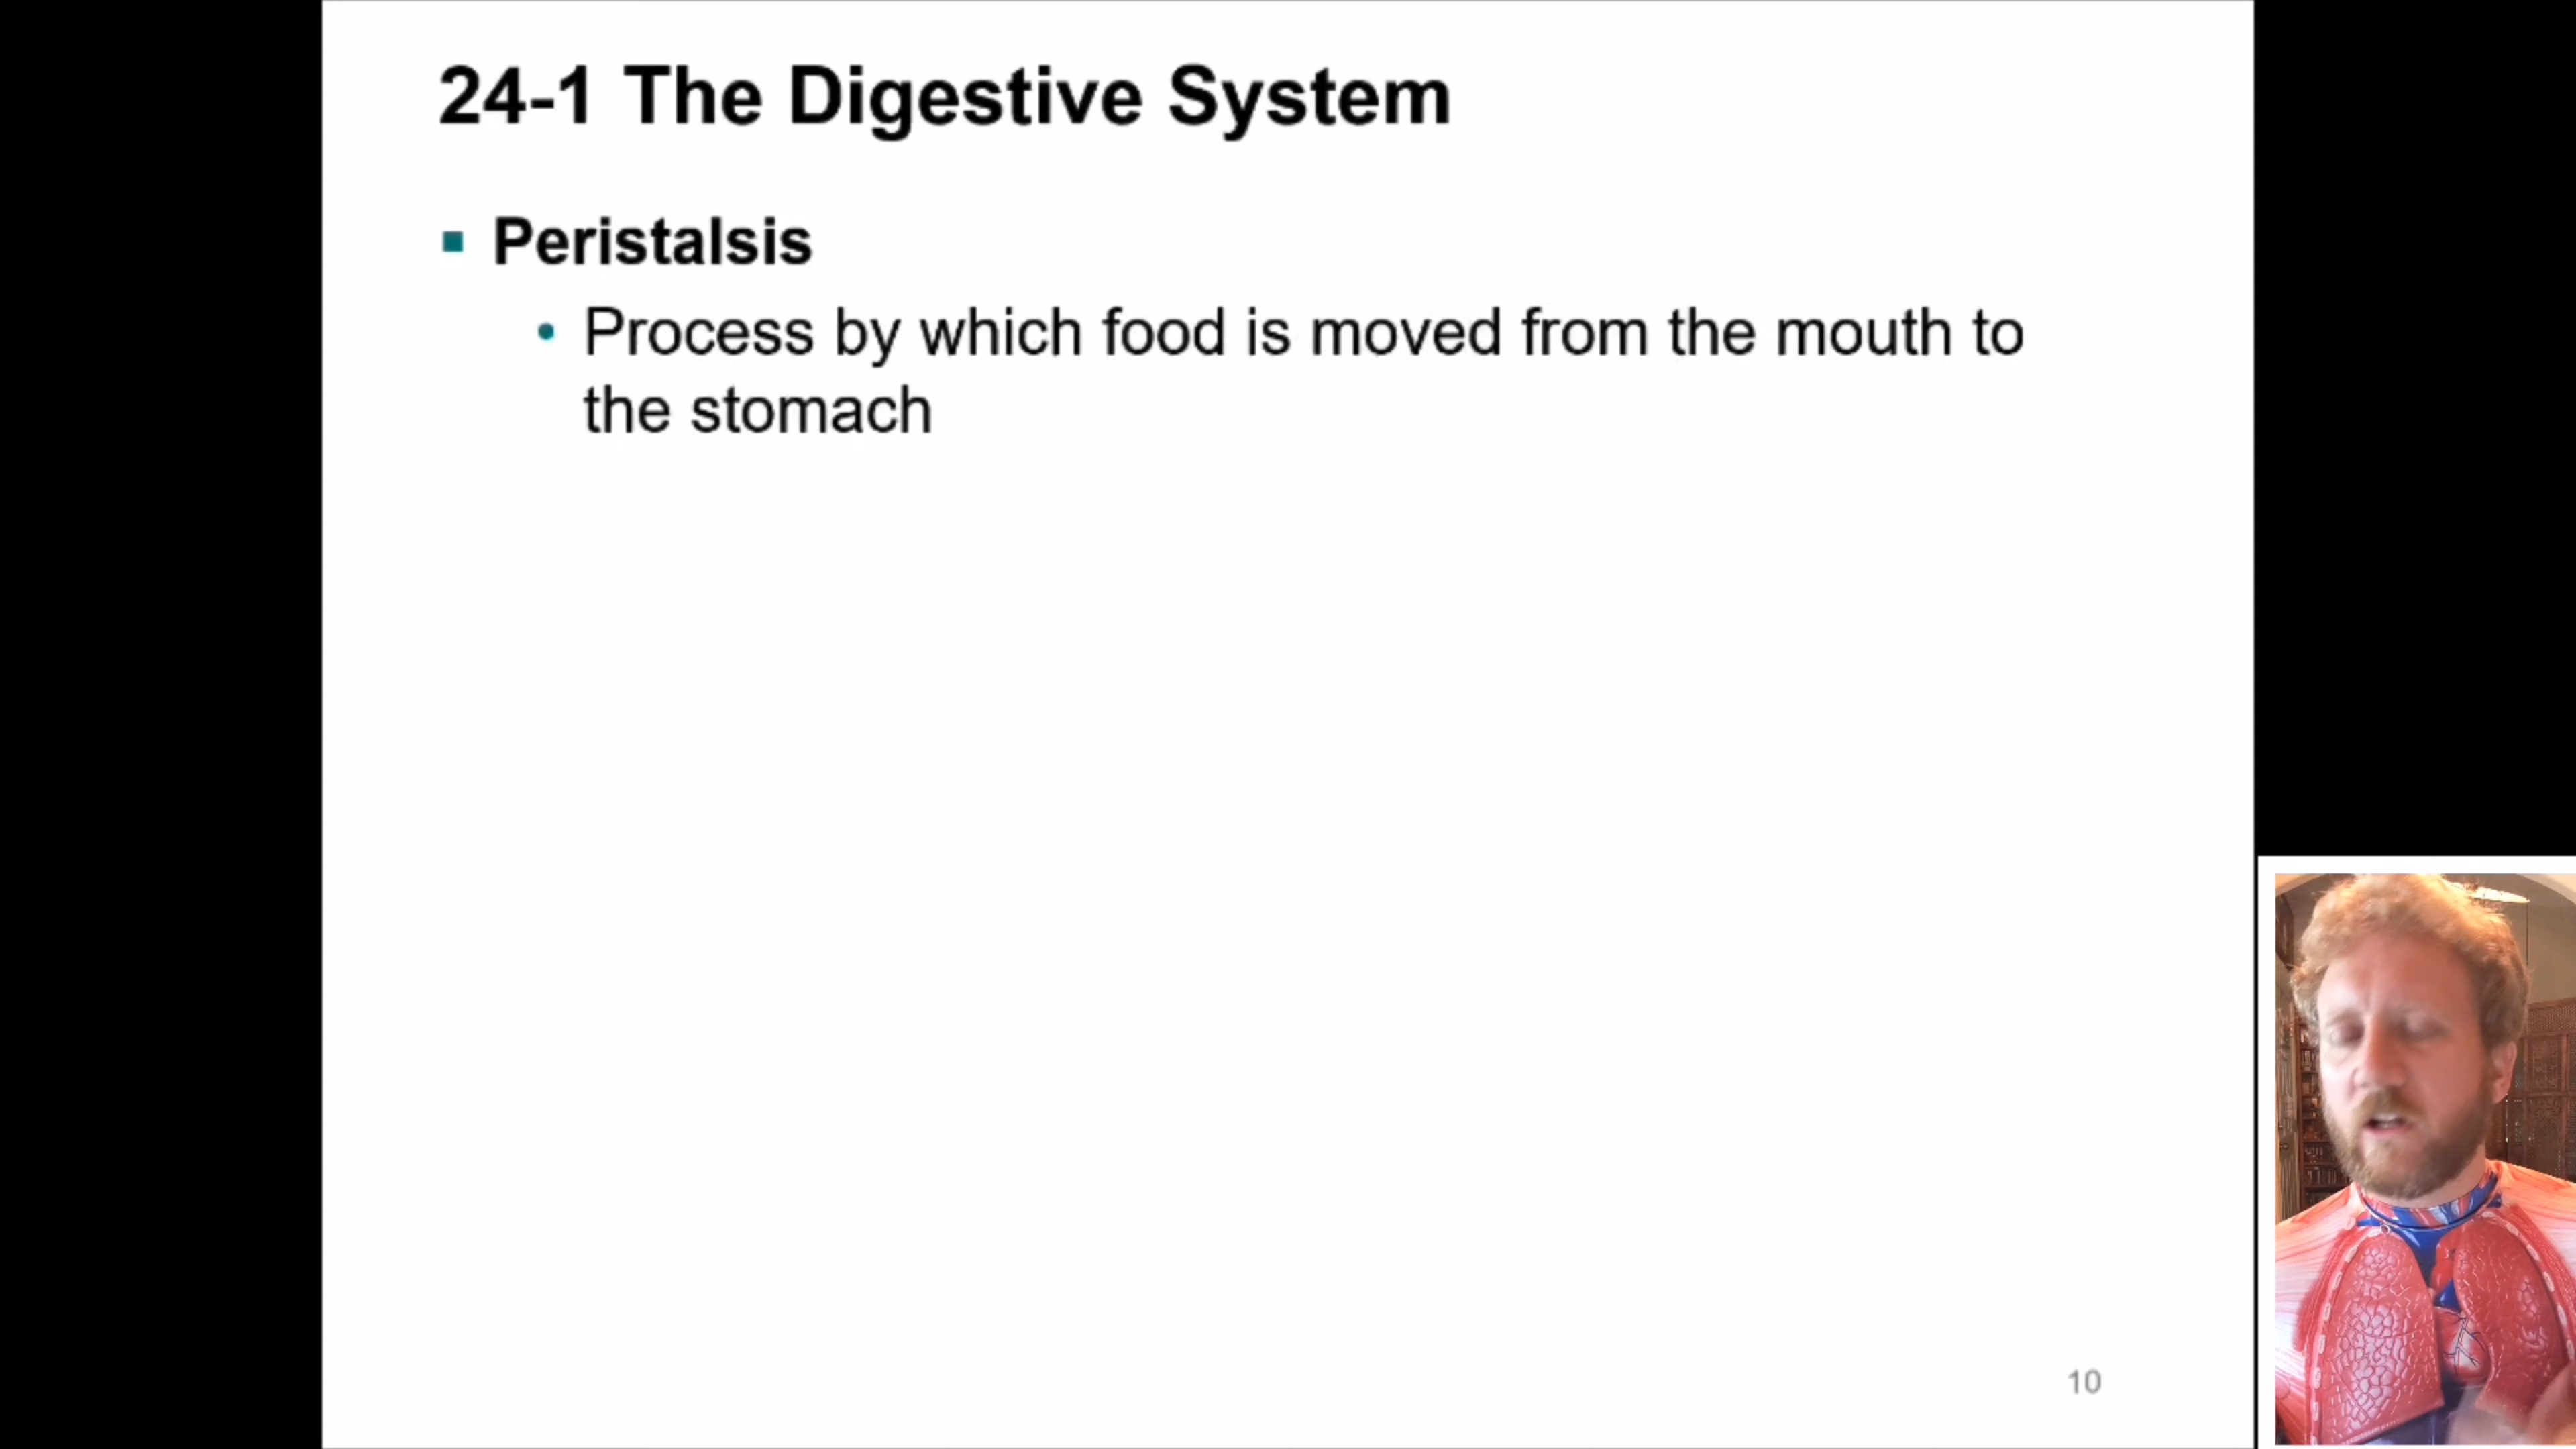 24-1 The Digestive System
Peristalsis
Process by which food is moved from the mouth to
the stomach
10